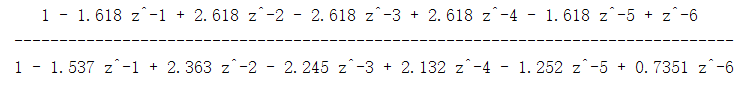 1 - 1.618 z^-1 + 2.618 z^-2 - 2.618 z^-3 + 2.618 z^-4 - 1.618 z^-5 + z^-6
------------------------------------------------------------------------
1 - 1.537 z^-1 + 2.363 z^-2 - 2.245 z^-3 + 2.132 z^-4 - 1.252 z^-5 + 0.7351 z^-6